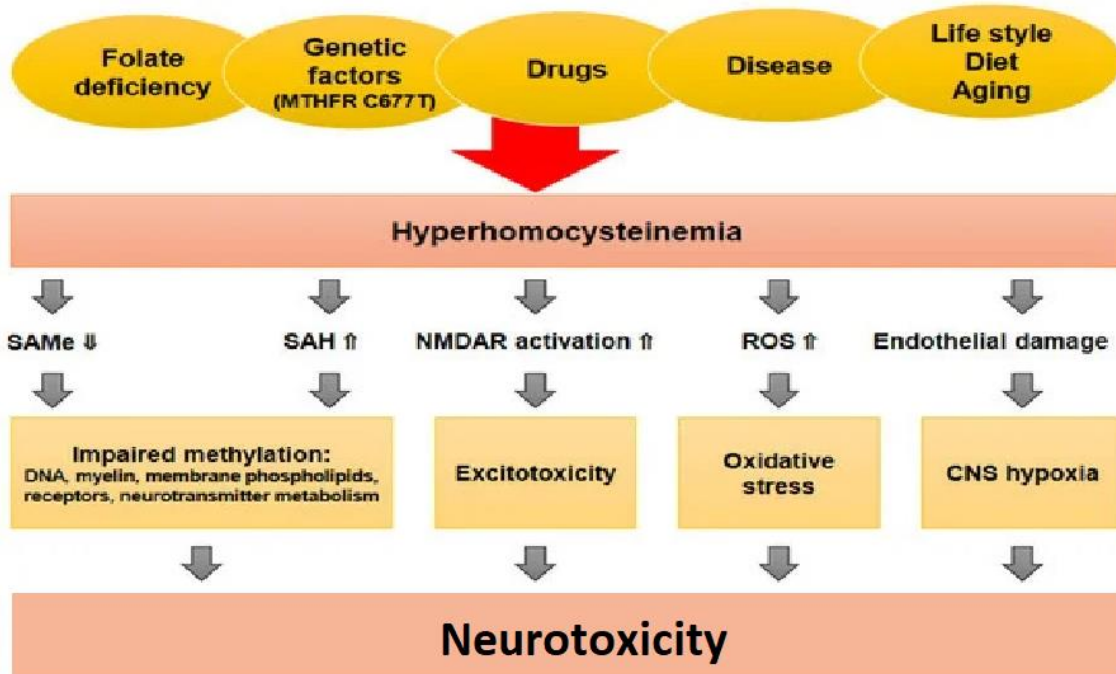 Folate
deficiency
Genetic
factors
(MTHFR C677T)
Drugs
Disease
Life style
Diet
Aging
Hyperhomocysteinemia
SAMe ⇓
SAH ⇑
NMDAR activation ⇑
ROS ⇑
Endothelial damage
Impaired methylation:
DNA, myelin, membrane phospholipids,
receptors, neurotransmitter metabolism
Excitotoxicity
Oxidative
stress
CNS hypoxia
Neurotoxicity